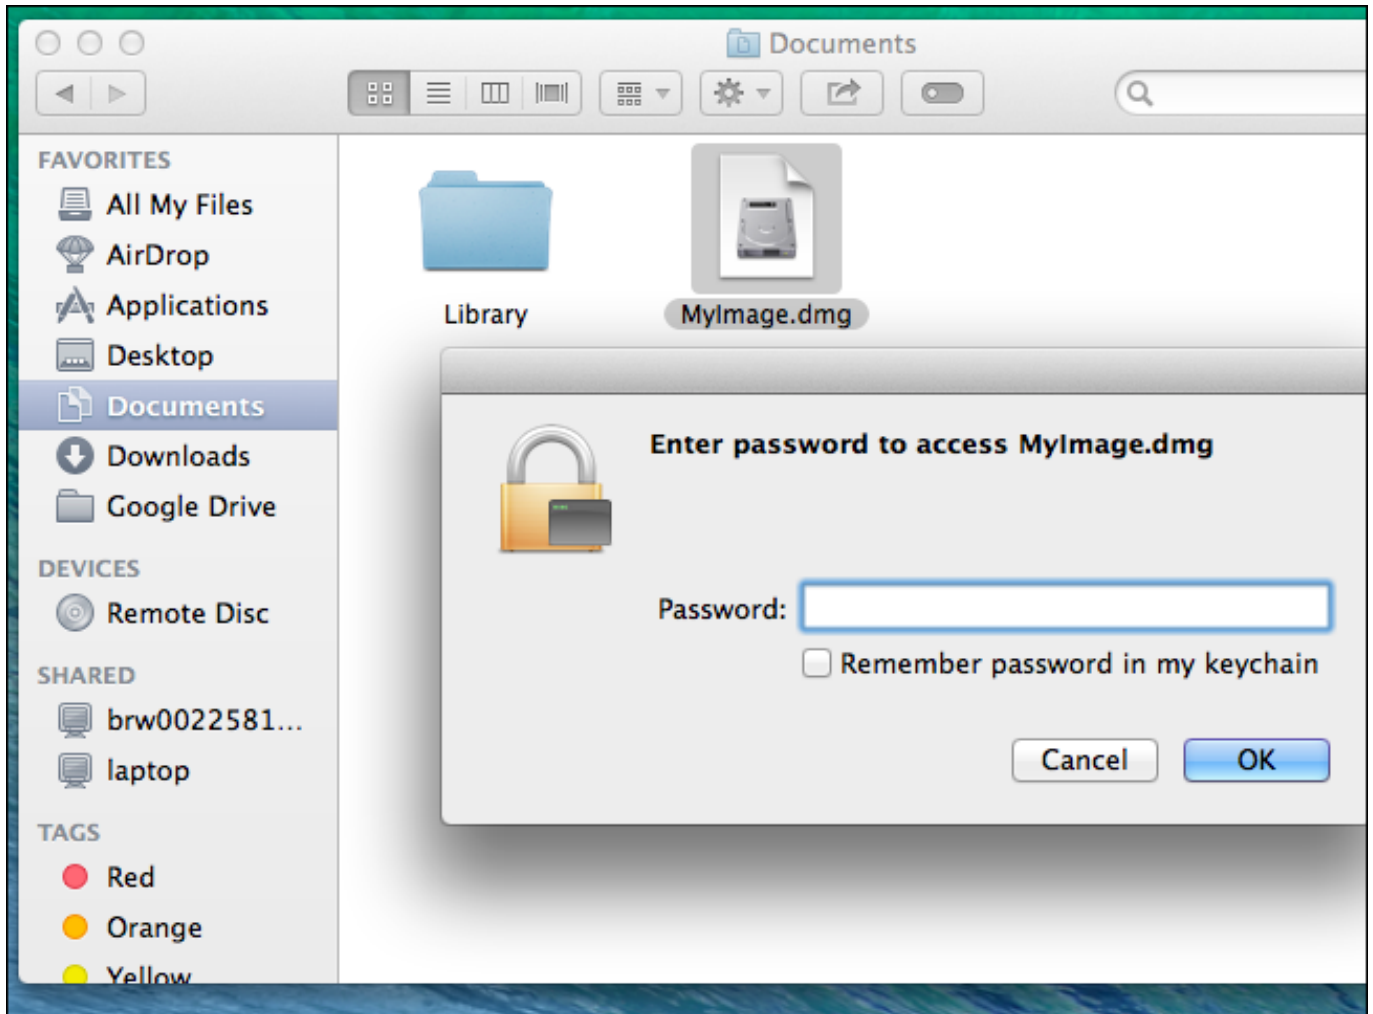 Documents
FAVORITES
All My Files
AirDrop
Applications
Desktop
Documents
Downloads
Google Drive
DEVICES
Remote Disc
SHARED
brw0022581...
laptop
TAGS
Red
Orange
Yellow
Library
MyImage.dmg
Enter password to access MyImage.dmg
Password:
Remember password in my keychain
Cancel
OK